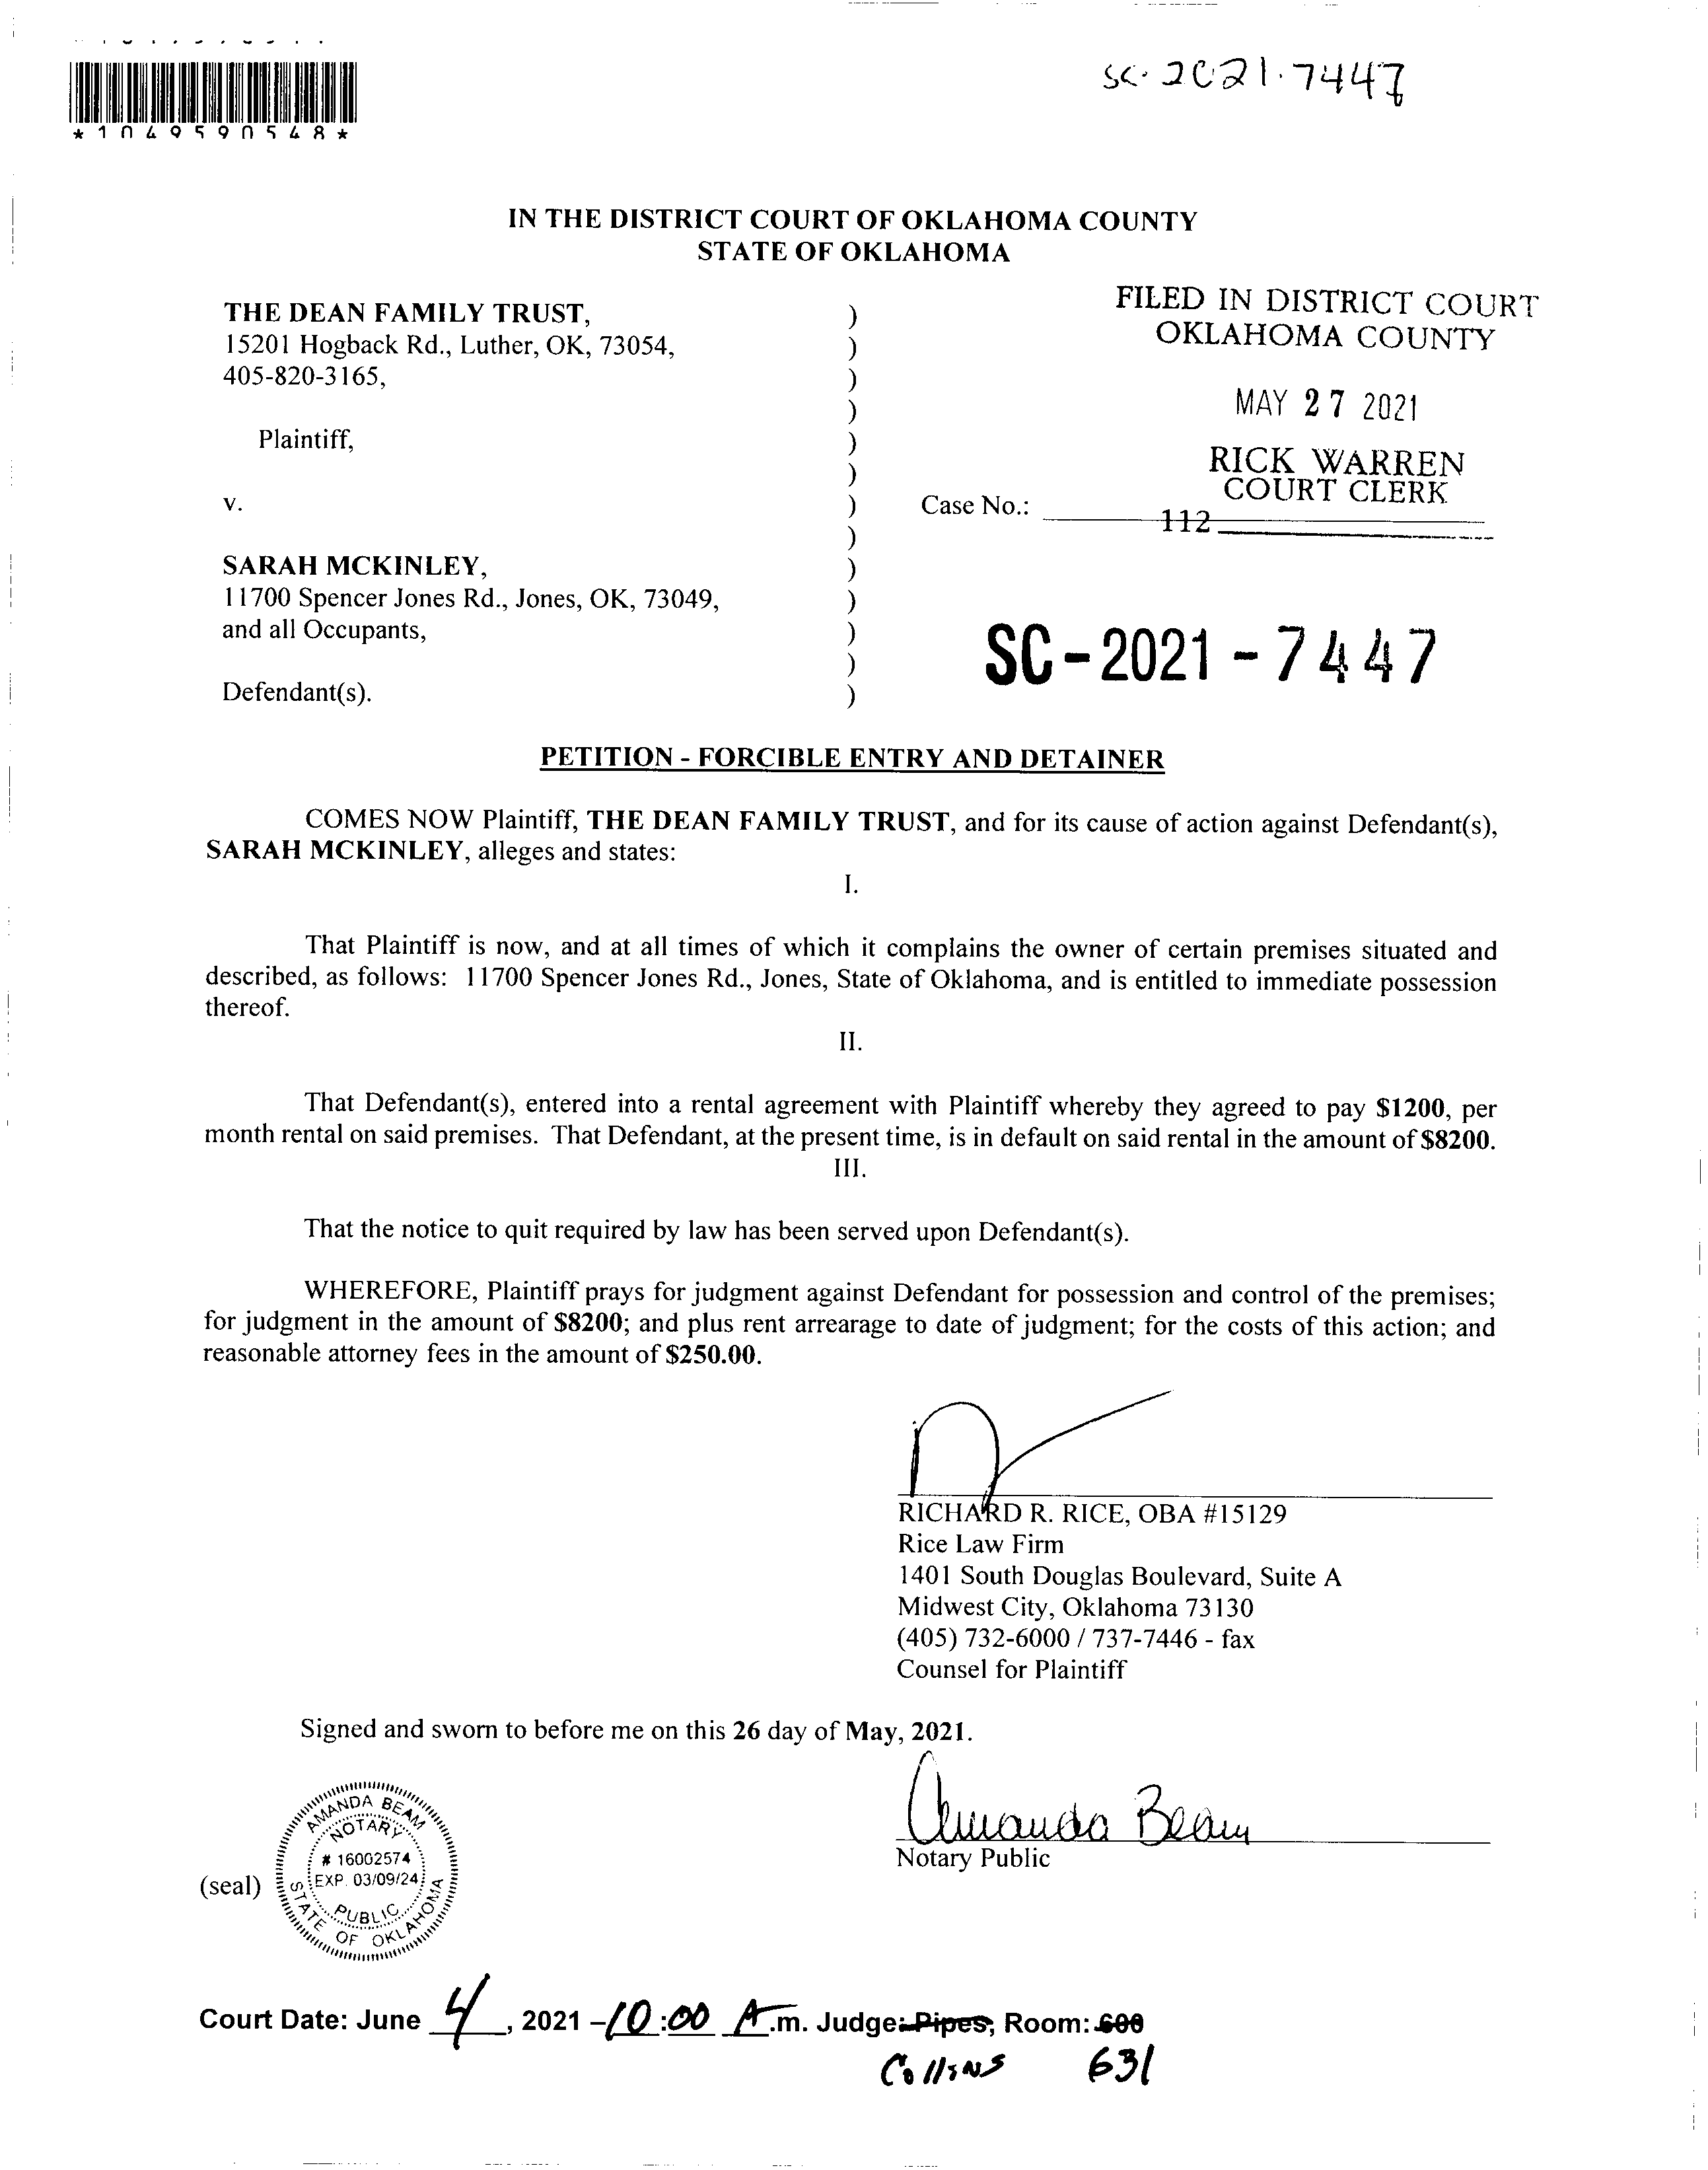 SC-2021-7447
*1049590548*
IN THE DISTRICT COURT OF OKLAHOMA COUNTY
STATE OF OKLAHOMA
THE DEAN FAMILY TRUST,
15201 Hogback Rd., Luther, OK, 73054,
405-820-3165,
Plaintiff,
v.
SARAH MCKINLEY,
11700 Spencer Jones Rd., Jones, OK, 73049,
and all Occupants,
Defendant(s).
)
)
)
)
)
)
)
)
)
)
)
)
)
FILED IN DISTRICT COURT
OKLAHOMA COUNTY
MAY 27 2021
RICK WARREN
COURT CLERK
Case No.:
112
SC-2021-7447
PETITION - FORCIBLE ENTRY AND DETAINER
COMES NOW Plaintiff, THE DEAN FAMILY TRUST, and for its cause of action against Defendant(s),
SARAH MCKINLEY, alleges and states:
I.
That Plaintiff is now, and at all times of which it complains the owner of certain premises situated and
described, as follows: 11700 Spencer Jones Rd., Jones, State of Oklahoma, and is entitled to immediate possession
thereof.
II.
That Defendant(s), entered into a rental agreement with Plaintiff whereby they agreed to pay $1200, per
month rental on said premises. That Defendant, at the present time, is in default on said rental in the amount of $8200.
III.
That the notice to quit required by law has been served upon Defendant(s).
WHEREFORE, Plaintiff prays for judgment against Defendant for possession and control of the premises;
for judgment in the amount of $8200; and plus rent arrearage to date of judgment; for the costs of this action; and
reasonable attorney fees in the amount of $250.00.
RICHARD R. RICE, OBA #15129
Rice Law Firm
1401 South Douglas Boulevard, Suite A
Midwest City, Oklahoma 73130
(405) 732-6000 / 737-7446 - fax
Counsel for Plaintiff
Signed and sworn to before me on this 26 day of May, 2021.
Amanda Beam
Notary Public
(seal)
AMANDA BEAM
NOTARY
# 16002574
EXP. 03/09/24
PUBLIC
STATE OF OKLAHOMA
Court Date: June 4, 2021 - 10:00 A.m. Judge: Pipes, Room: 600
Collins 631